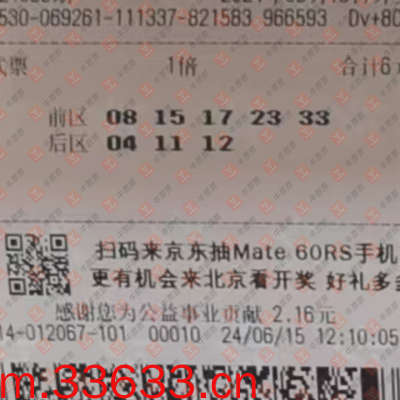 530-069261-111337-821583 966593 Dv+80
票 1倍 合计6
前区 08 15 17 23 33
后区 04 11 12
扫码来京东抽Mate 60RS手机
更有机会来北京看开奖 好礼多多
感谢您为公益事业贡献 2.16元
14-012067-101 00010 24/06/15 12:10:05
m.33633.cn